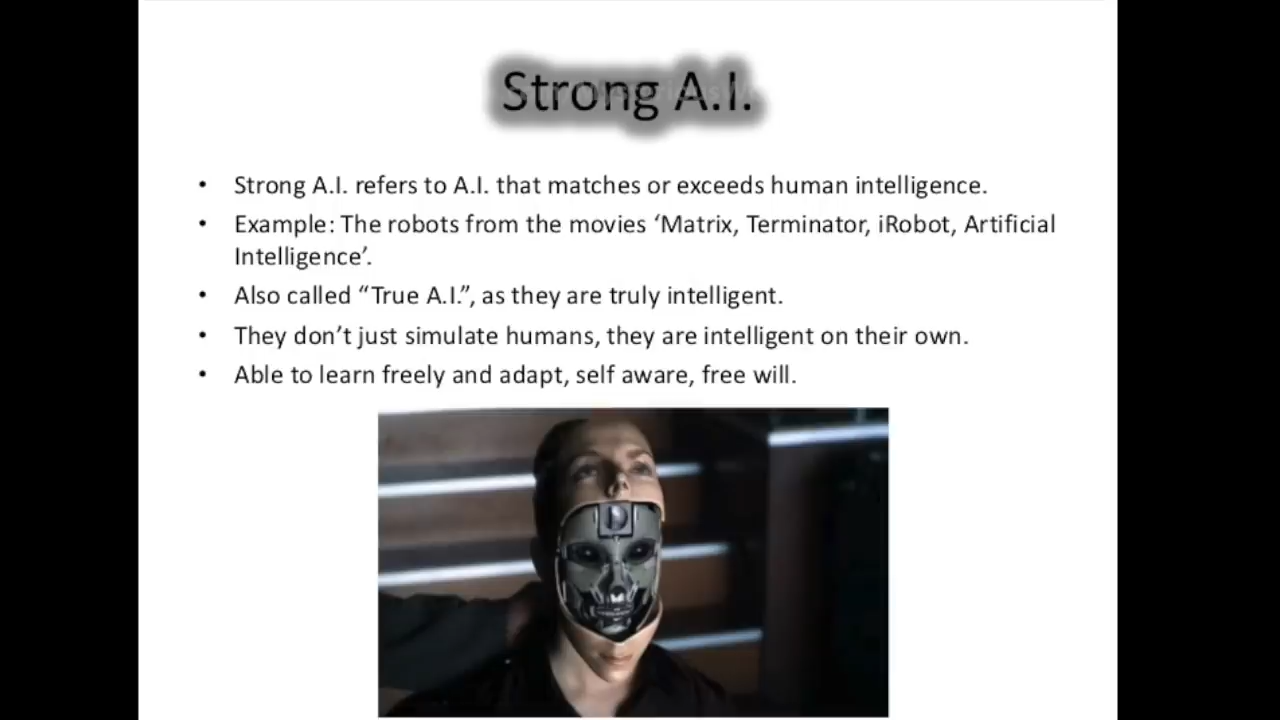 Strong A.I.
• Strong A.I. refers to A.I. that matches or exceeds human intelligence.
• Example: The robots from the movies ‘Matrix, Terminator, iRobot, Artificial
Intelligence’.
• Also called “True A.I.”, as they are truly intelligent.
• They don’t just simulate humans, they are intelligent on their own.
• Able to learn freely and adapt, self aware, free will.